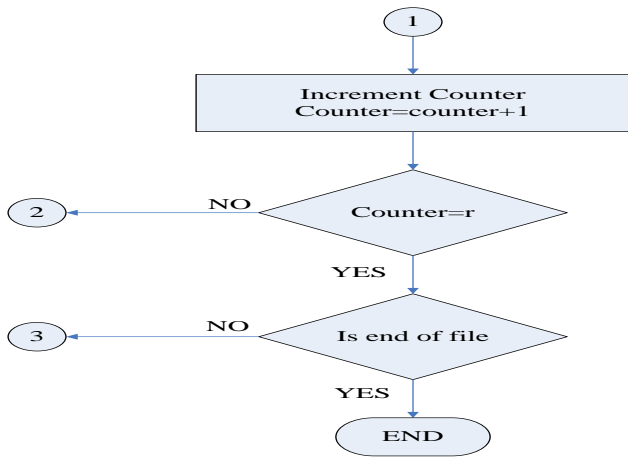 1
Increment Counter
Counter=counter+1
NO
2
Counter=r
YES
NO
3
Is end of file
YES
END